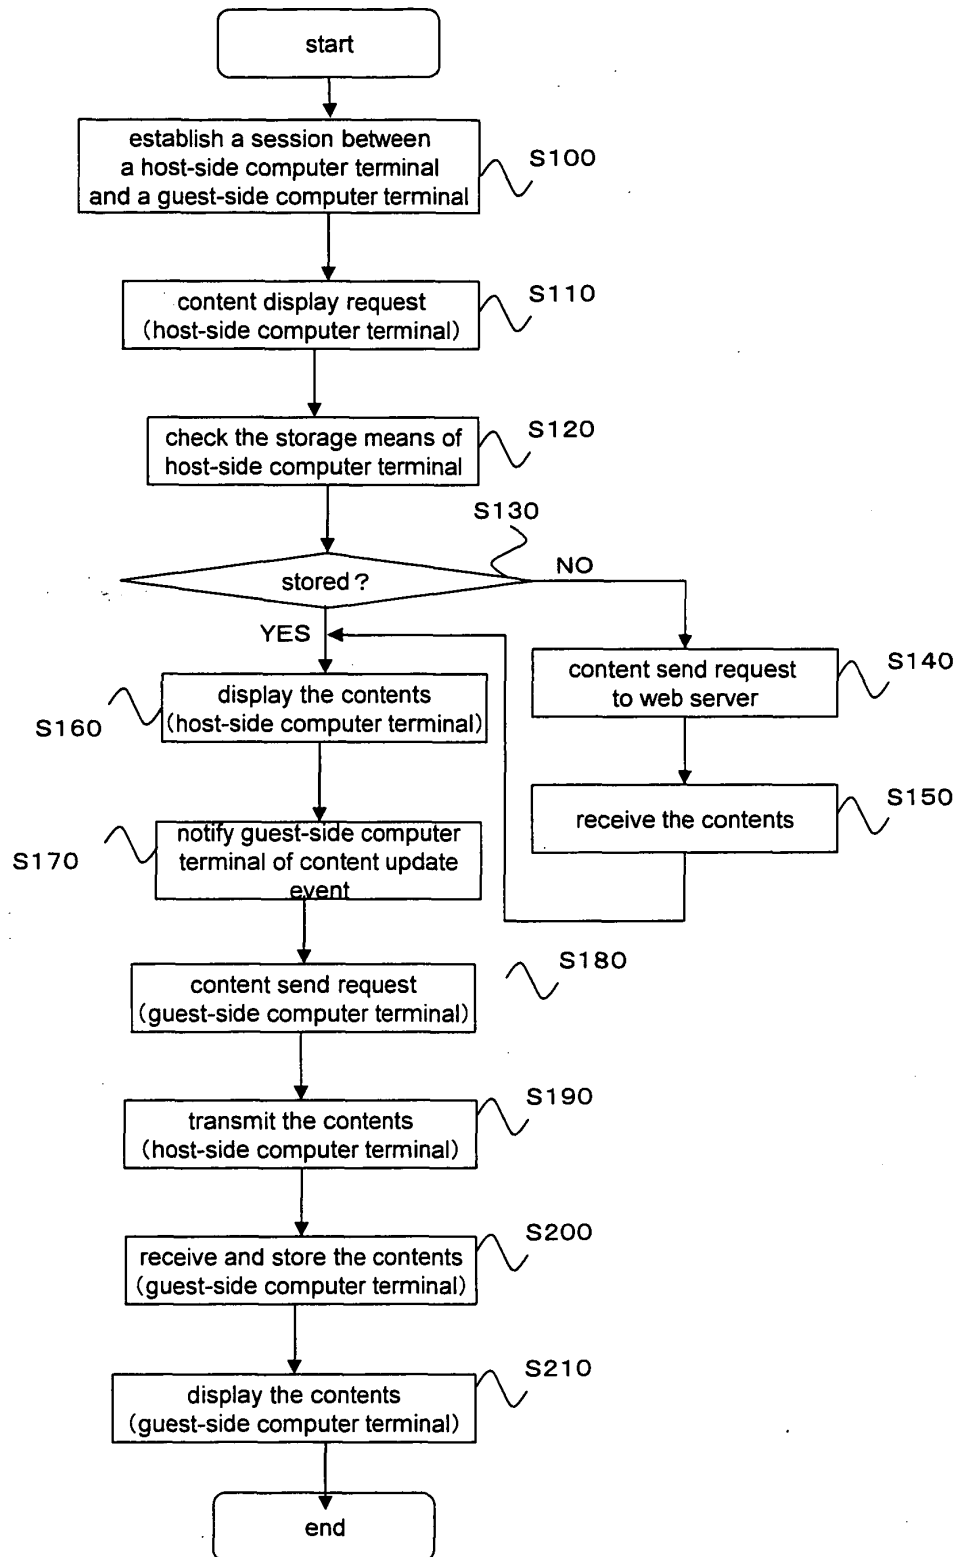 start
establish a session between
a host-side computer terminal
and a guest-side computer terminal
S100
content display request
(host-side computer terminal)
S110
check the storage means of
host-side computer terminal
S120
S130
stored?
NO
YES
content send request
to web server
S140
display the contents
(host-side computer terminal)
S160
receive the contents
S150
notify guest-side computer
terminal of content update
event
S170
content send request
(guest-side computer terminal)
S180
transmit the contents
(host-side computer terminal)
S190
receive and store the contents
(guest-side computer terminal)
S200
display the contents
(guest-side computer terminal)
S210
end